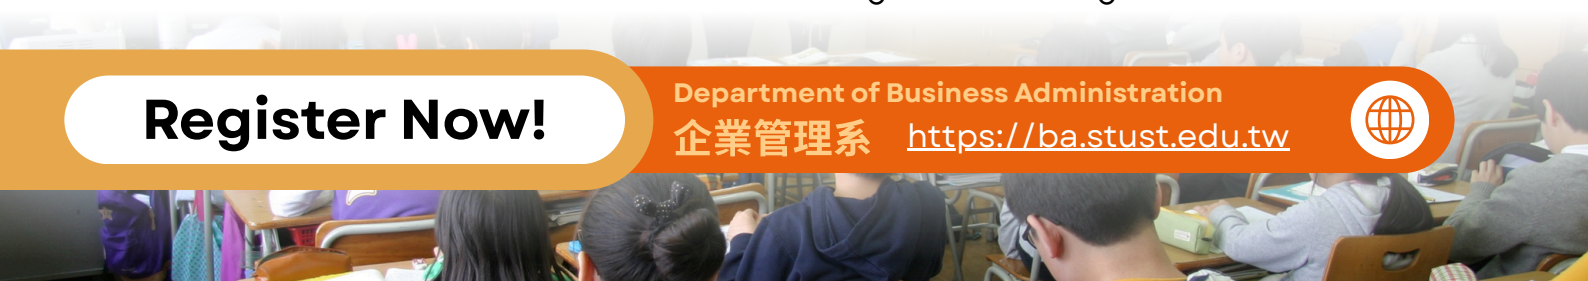 Register Now!
Department of Business Administration
企業管理系 https://ba.stust.edu.tw